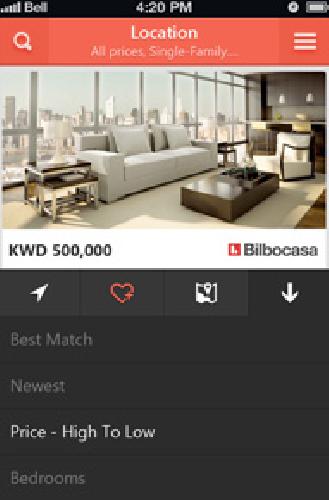 Bell 4:20 PM
Location
All prices, Single-Family....
KWD 500,000 Bilbocasa
Best Match
Newest
Price - High To Low
Bedrooms